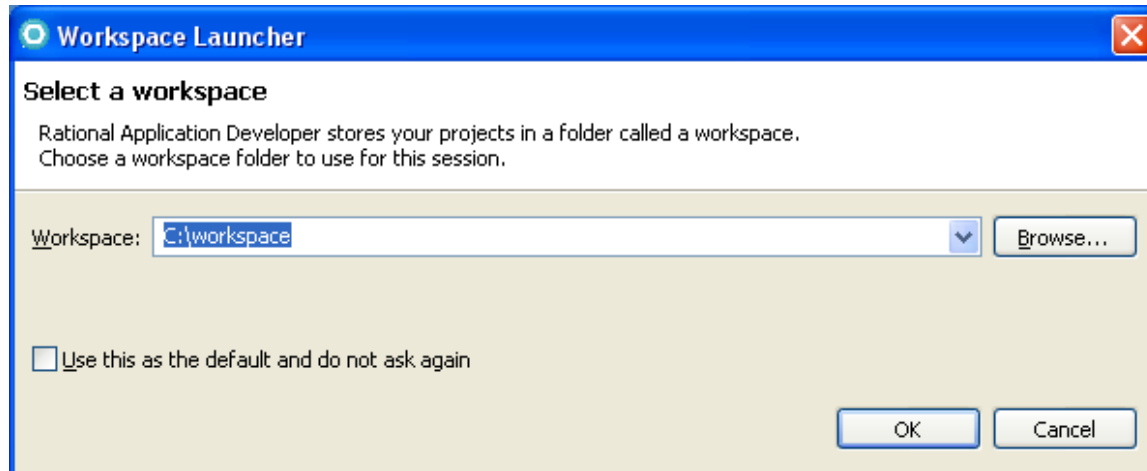 Workspace Launcher
Select a workspace
Rational Application Developer stores your projects in a folder called a workspace.
Choose a workspace folder to use for this session.
Workspace: C:\workspace Browse...
Use this as the default and do not ask again
OK Cancel